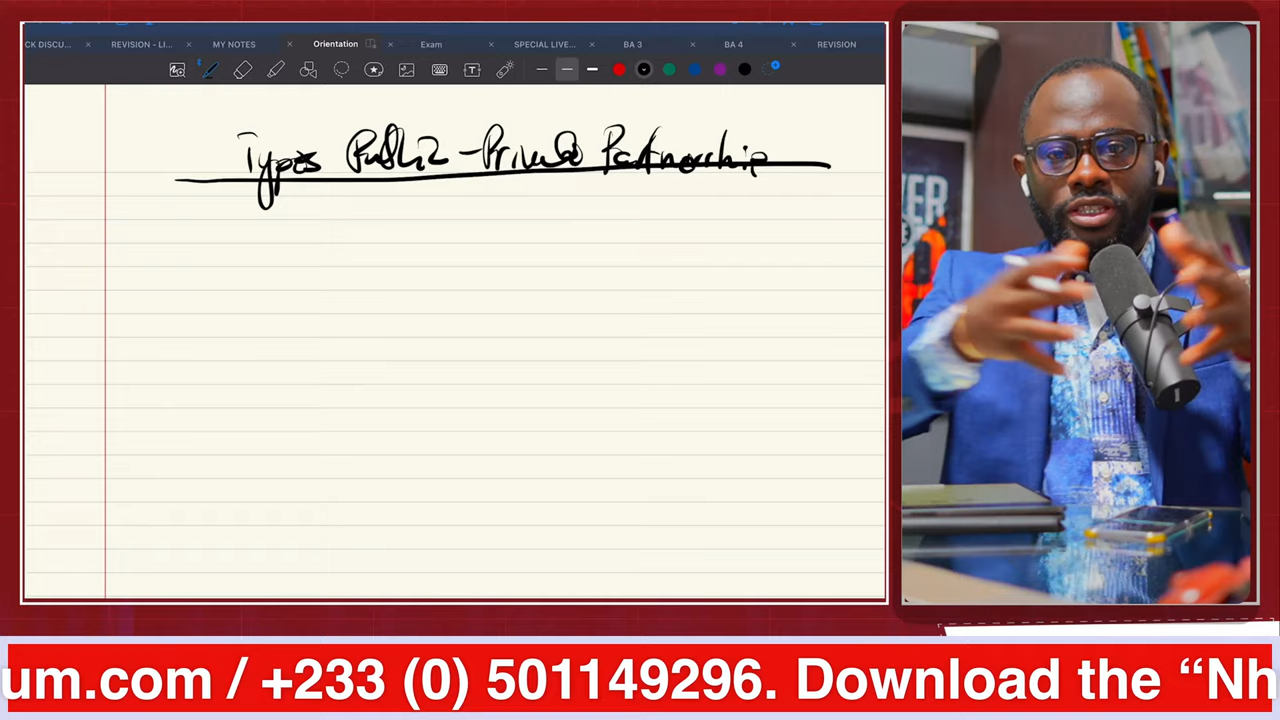 CK DISCU... REVISION - LI... MY NOTES Orientation Exam SPECIAL LIVE... BA 3 BA 4 REVISION
Types Public-Private Partnership
um.com / +233 (0) 501149296. Download the “Nh